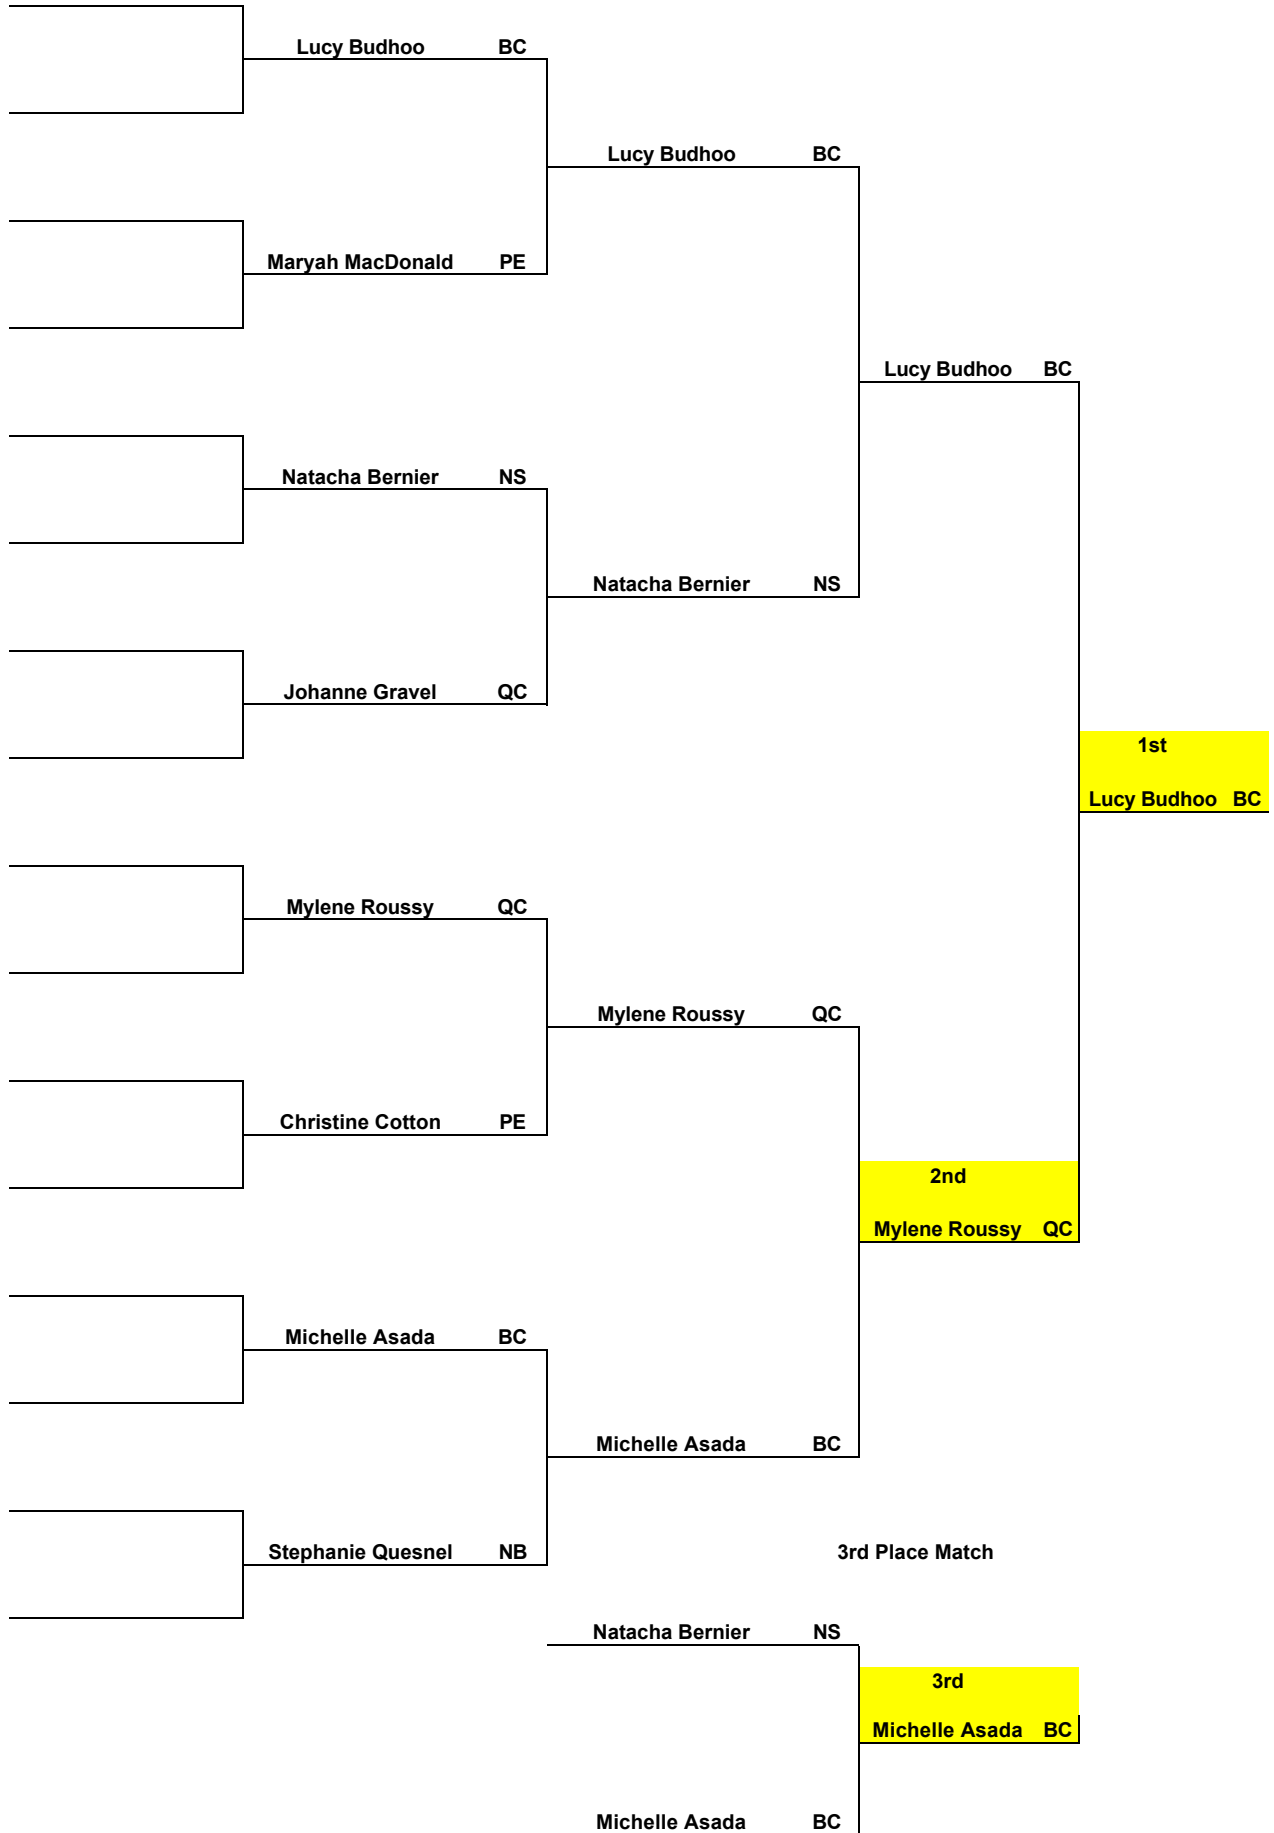 Lucy Budhoo BC
Lucy Budhoo BC
Maryah MacDonald PE
Lucy Budhoo BC
Natacha Bernier NS
Natacha Bernier NS
Johanne Gravel QC
1st
Lucy Budhoo BC
Mylene Roussy QC
Mylene Roussy QC
Christine Cotton PE
2nd
Mylene Roussy QC
Michelle Asada BC
Michelle Asada BC
Stephanie Quesnel NB
3rd Place Match
Natacha Bernier NS
3rd
Michelle Asada BC
Michelle Asada BC